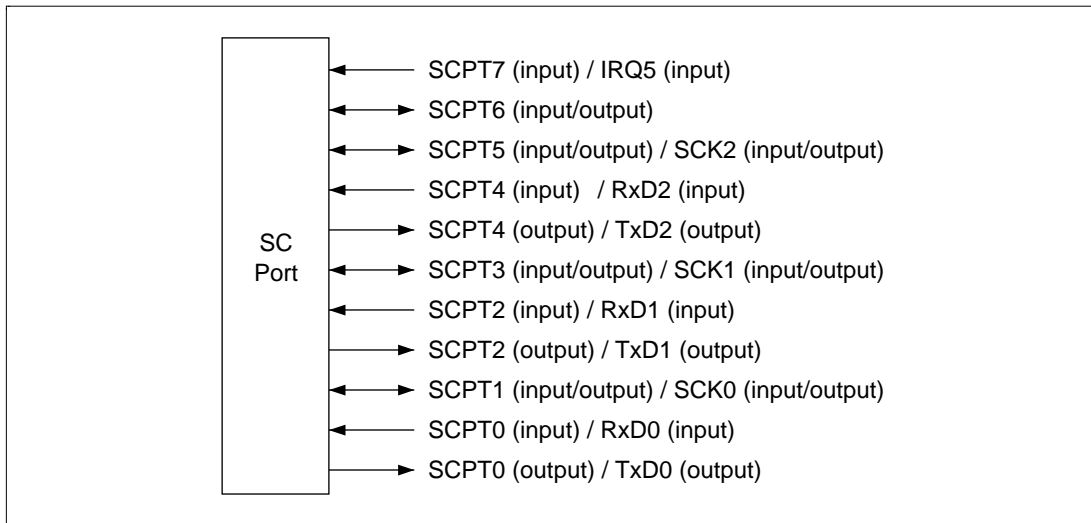 SCPT7 (input) / IRQ5 (input)
SCPT6 (input/output)
SCPT5 (input/output) / SCK2 (input/output)
SCPT4 (input) / RxD2 (input)
SCPT4 (output) / TxD2 (output)
SC
Port
SCPT3 (input/output) / SCK1 (input/output)
SCPT2 (input) / RxD1 (input)
SCPT2 (output) / TxD1 (output)
SCPT1 (input/output) / SCK0 (input/output)
SCPT0 (input) / RxD0 (input)
SCPT0 (output) / TxD0 (output)